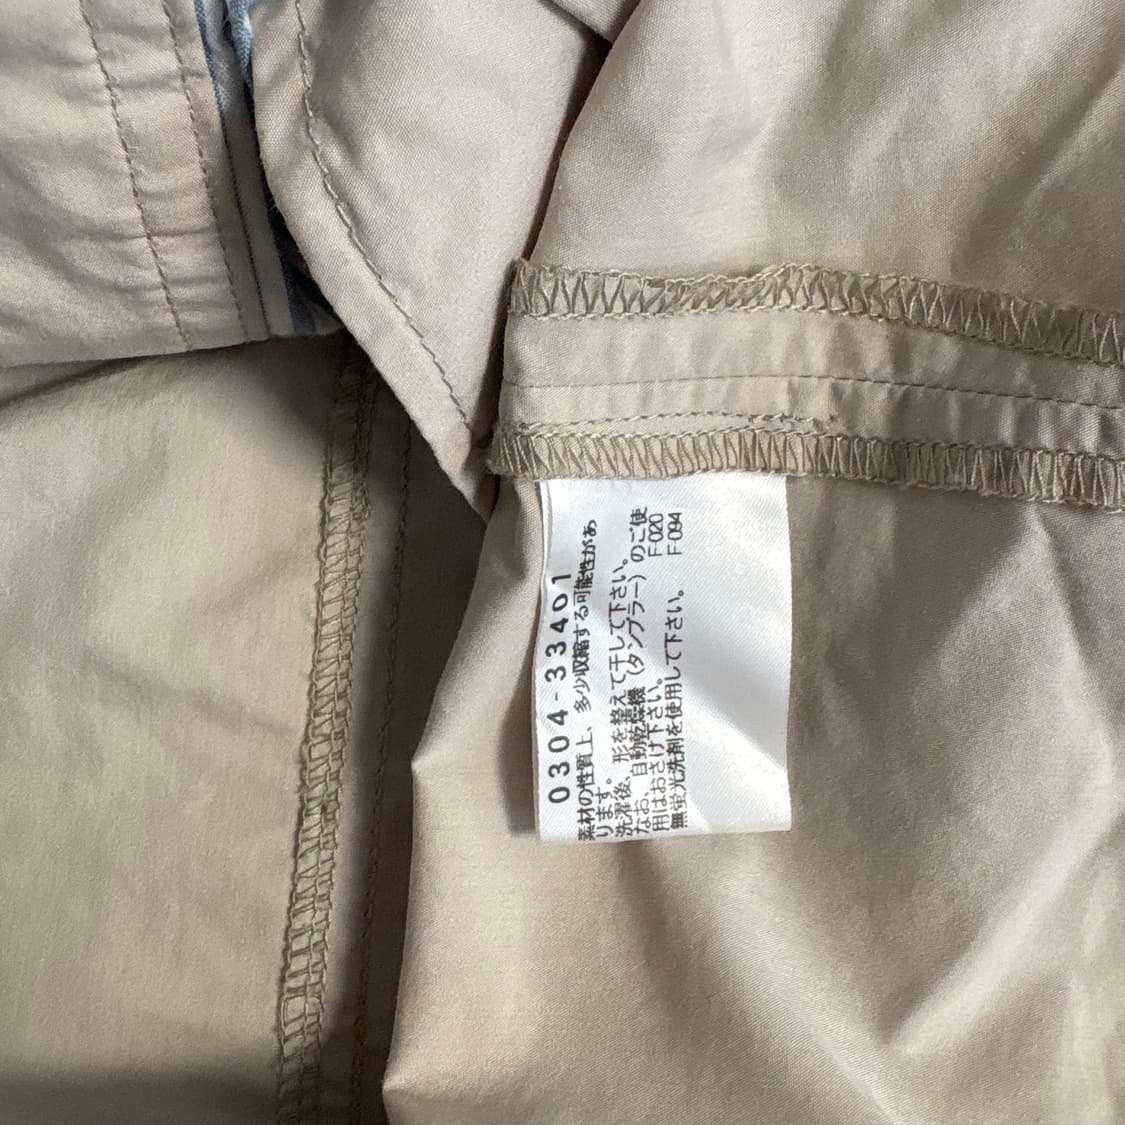 0304-33401
素材の性質上、多少収縮する可能性があ
ります。
洗濯後、形を整えて干して下さい。
なお、自動乾燥機（タンブラー）のご使
用はおさけ下さい。 F-020
無蛍光洗剤を使用して下さい。 F-094